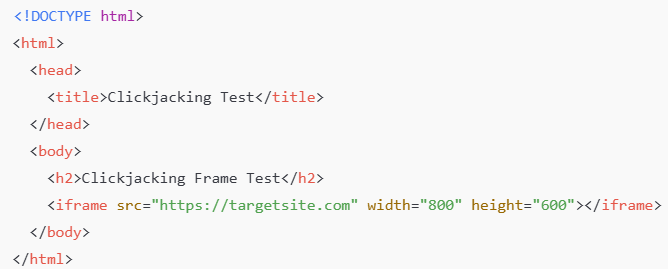 <!DOCTYPE html>
<html>
<head>
<title>Clickjacking Test</title>
</head>
<body>
<h2>Clickjacking Frame Test</h2>
<iframe src="https://targetsite.com" width="800" height="600"></iframe>
</body>
</html>